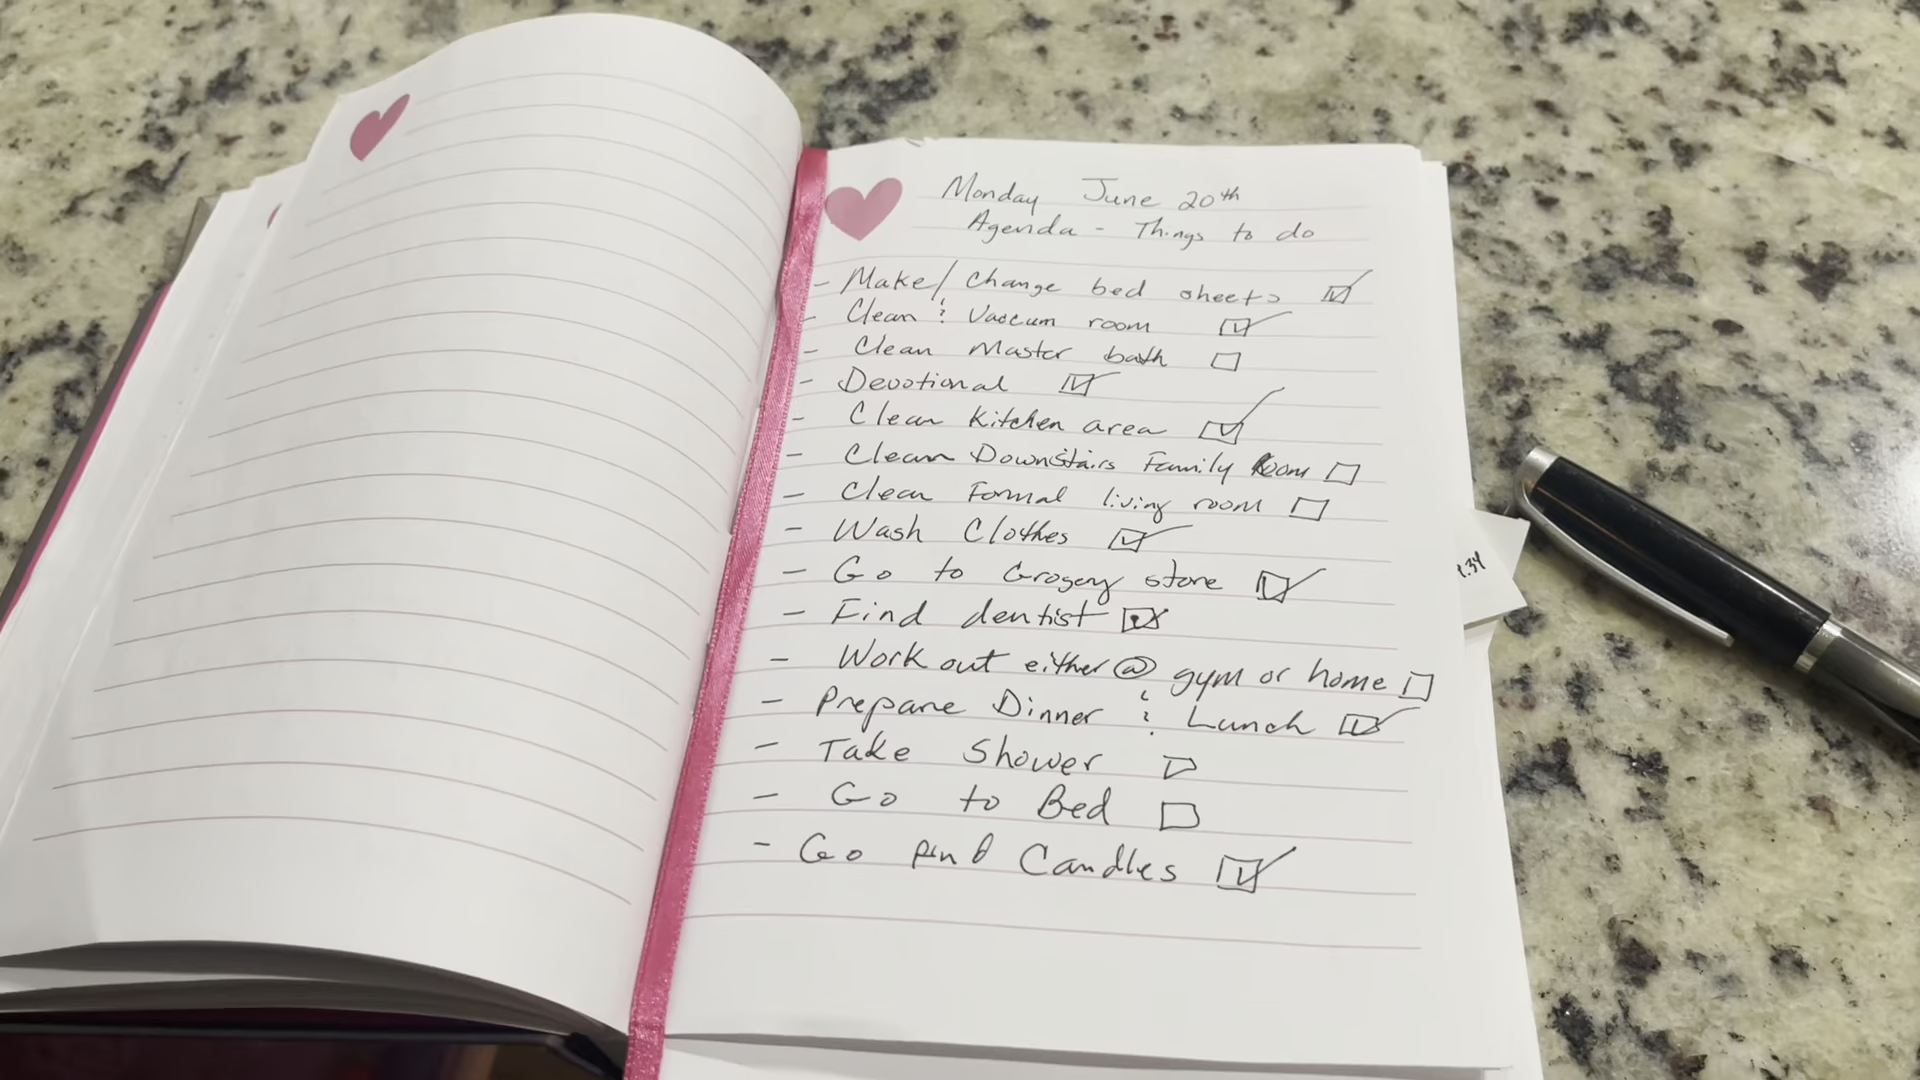 Monday June 20th
Agenda - Things to do
- Make/Change bed sheets ☑
- Clean & Vaccum room ☑
- Clean Master bath ☐
- Devotional ☑
- Clean Kitchen area ☑
- Clean Downstairs Family Room ☐
- Clean Formal living room ☐
- Wash Clothes ☑
- Go to Grogery store ☑
- Find dentist ☑
- Work out either @ gym or home ☐
- Prepare Dinner & Lunch ☑
- Take Shower ☐
- Go to Bed ☐
- Go find Candles ☑